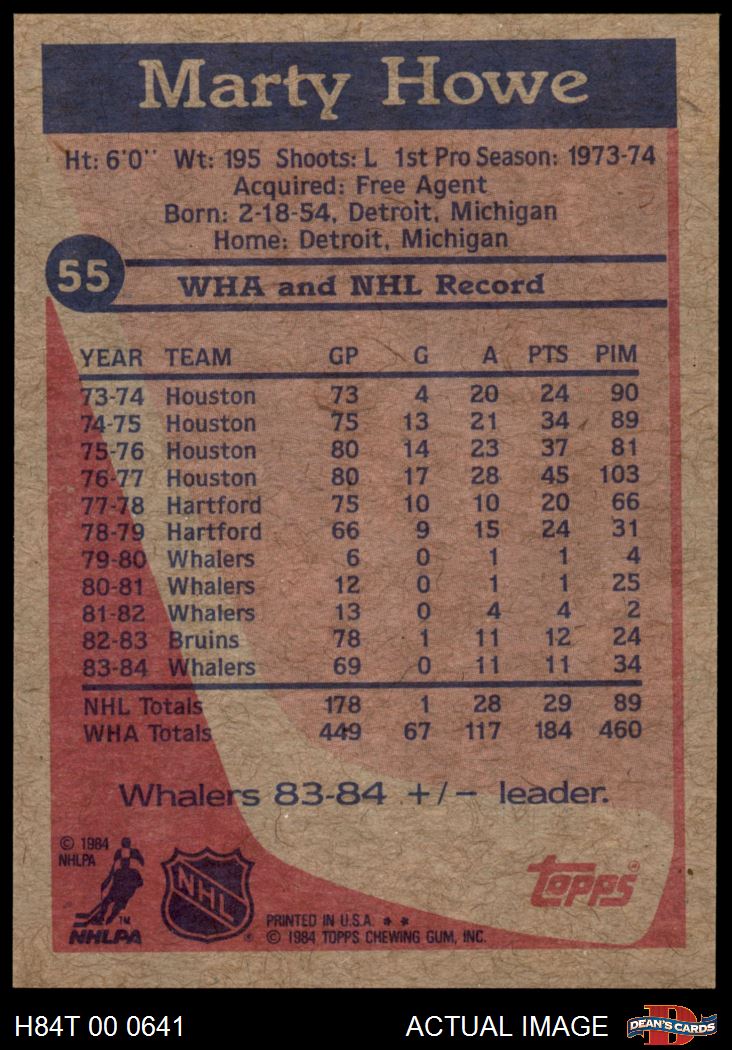 Marty Howe
Ht: 6'0'' Wt: 195 Shoots: L 1st Pro Season: 1973-74
Acquired: Free Agent
Born: 2-18-54, Detroit, Michigan
Home: Detroit, Michigan
55
WHA and NHL Record
YEAR TEAM GP G A PTS PIM
73-74 Houston 73 4 20 24 90
74-75 Houston 75 13 21 34 89
75-76 Houston 80 14 23 37 81
76-77 Houston 80 17 28 45 103
77-78 Hartford 75 10 10 20 66
78-79 Hartford 66 9 15 24 31
79-80 Whalers 6 0 1 1 4
80-81 Whalers 12 0 1 1 25
81-82 Whalers 13 0 4 4 2
82-83 Bruins 78 1 11 12 24
83-84 Whalers 69 0 11 11 34
NHL Totals 178 1 28 29 89
WHA Totals 449 67 117 184 460
Whalers 83-84 +/- leader.
© 1984
NHLPA
TM
NHLPA
NHL
®
topps®
PRINTED IN U.S.A. * *
© 1984 TOPPS CHEWING GUM, INC.
H84T 00 0641
ACTUAL IMAGE
D
DEAN'S CARDS